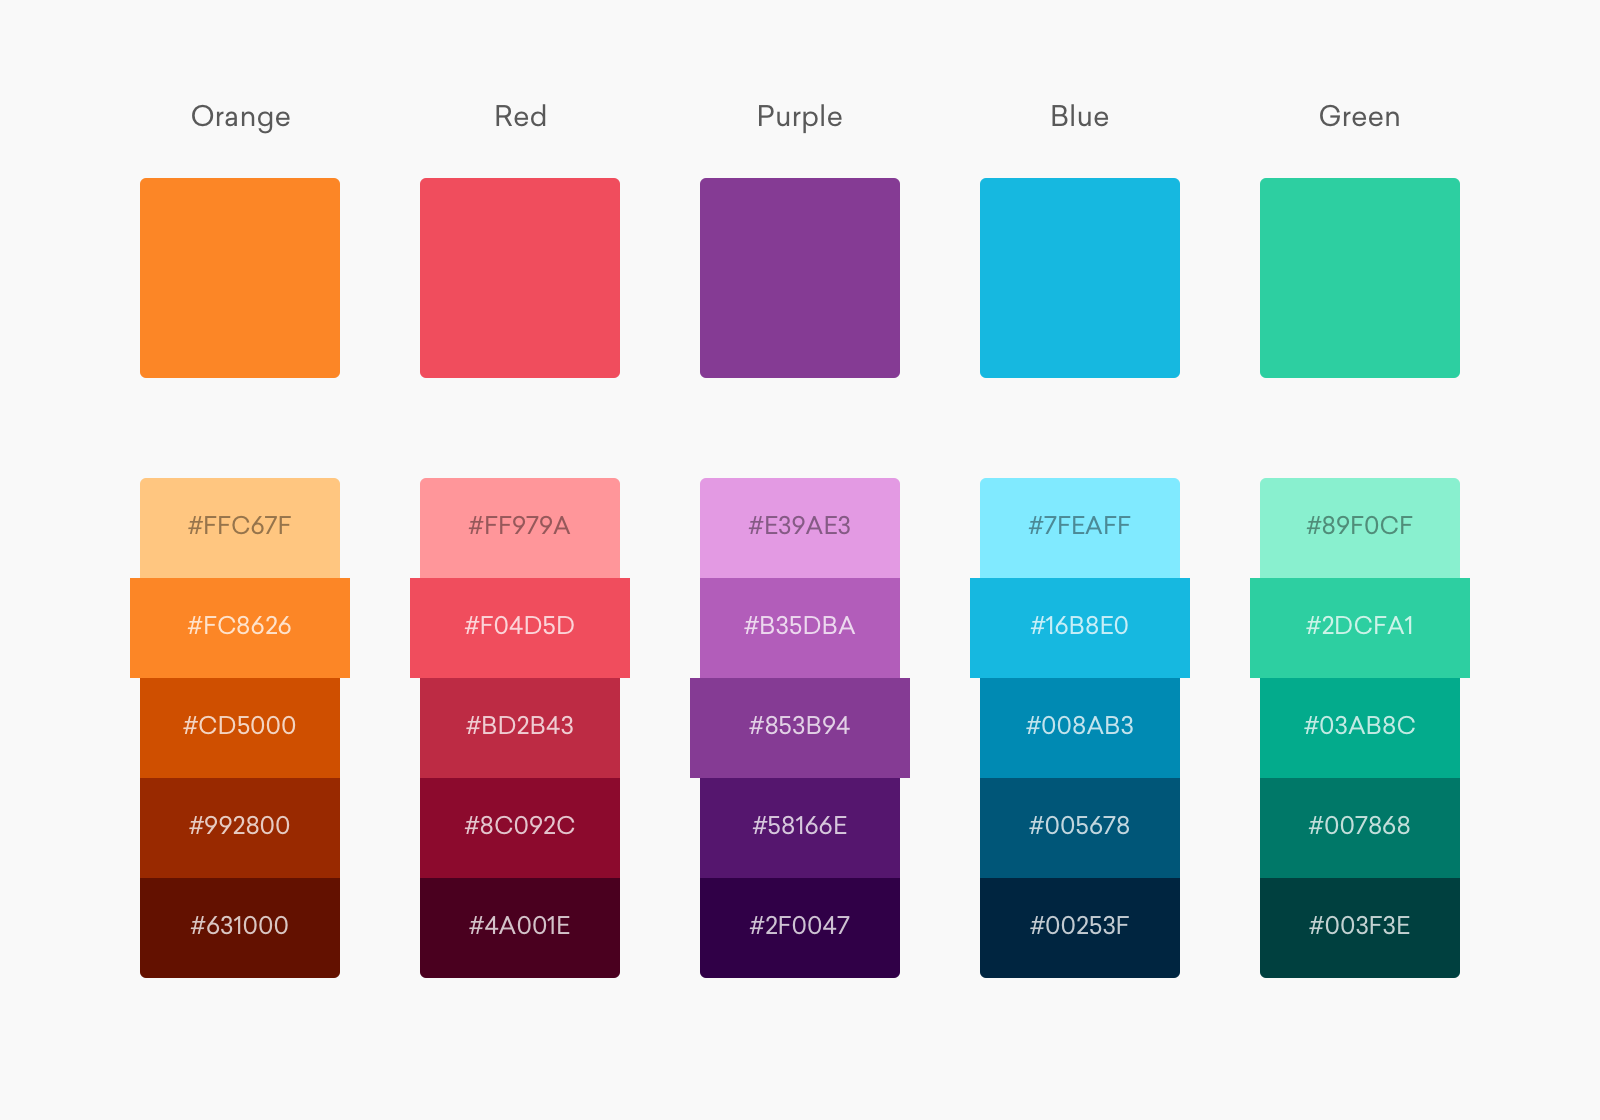 Orange
Red
Purple
Blue
Green
#FFC67F
#FF979A
#E39AE3
#7FEAFF
#89F0CF
#FC8626
#F04D5D
#B35DBA
#16B8E0
#2DCFA1
#CD5000
#BD2B43
#853B94
#008AB3
#03AB8C
#992800
#8C092C
#58166E
#005678
#007868
#631000
#4A001E
#2F0047
#00253F
#003F3E